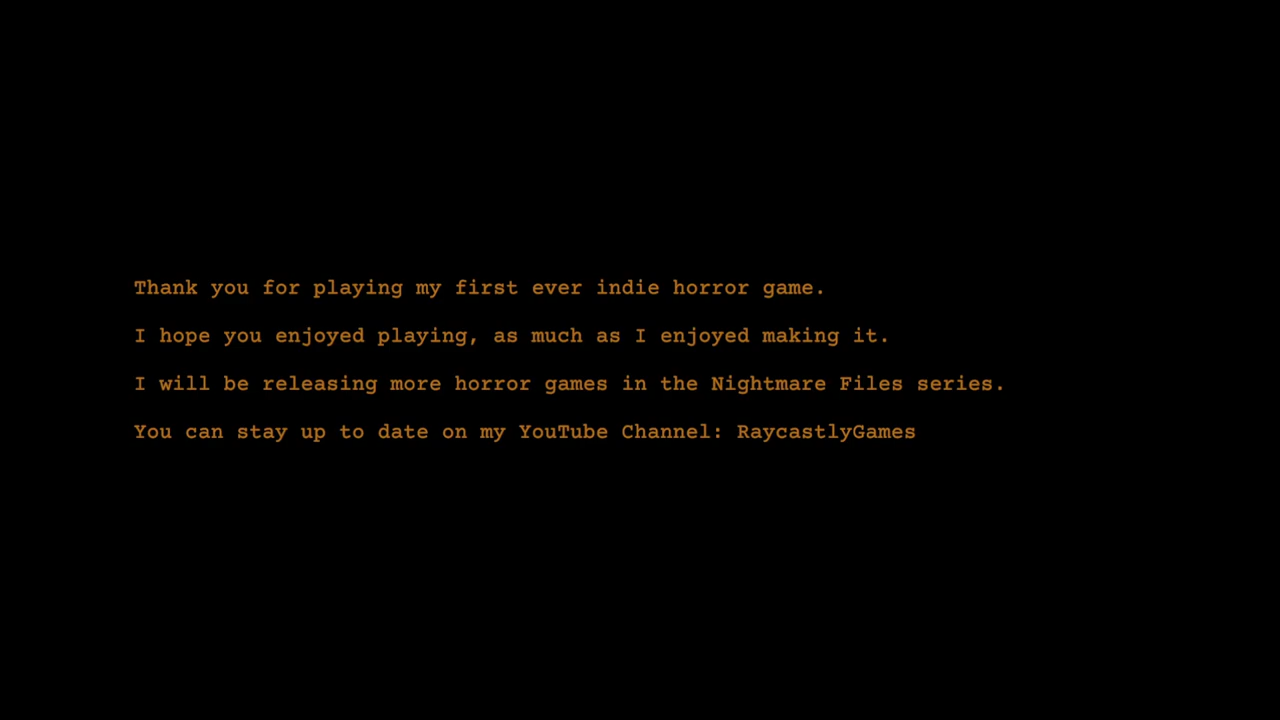 Thank you for playing my first ever indie horror game.
I hope you enjoyed playing, as much as I enjoyed making it.
I will be releasing more horror games in the Nightmare Files series.
You can stay up to date on my YouTube Channel: RaycastlyGames